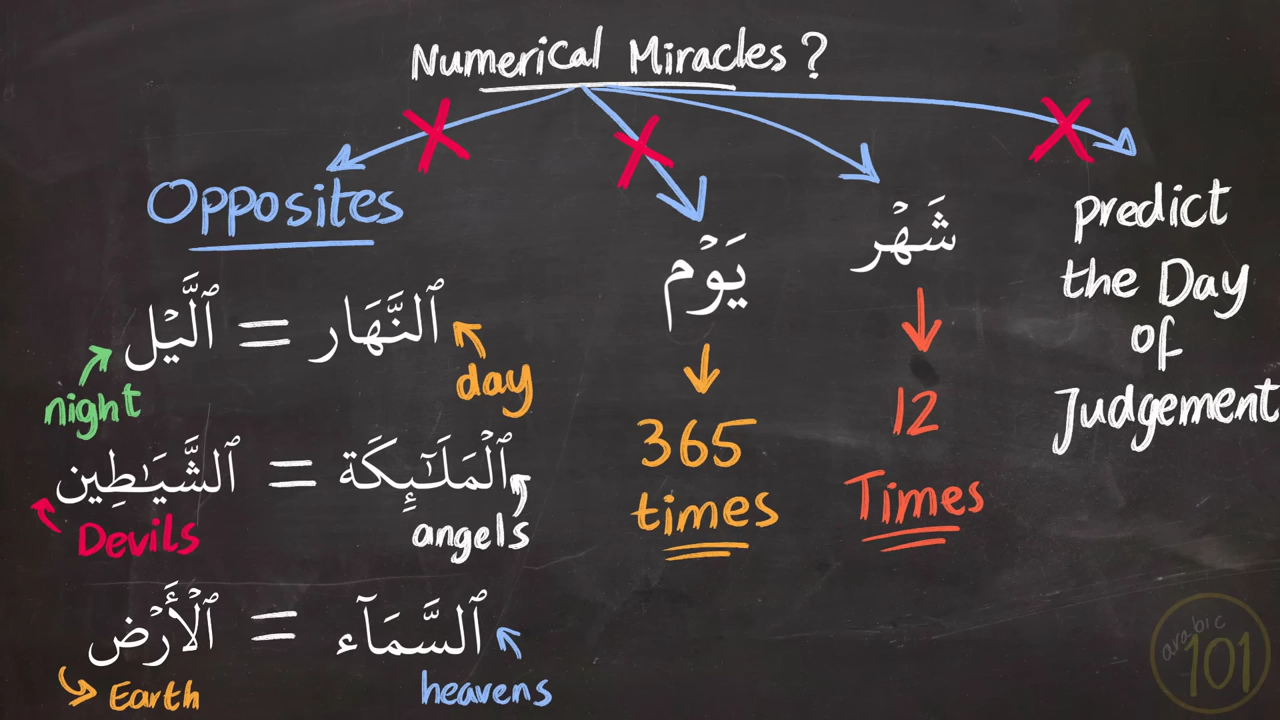 Numerical Miracles ?
Opposites
ٱلَّيْل = ٱلنَّهَار
night
day
ٱلشَّيَـٰطِين = ٱلْمَلَـٰٓئِكَة
Devils
angels
ٱلْأَرْض = ٱلسَّمَآء
Earth
heavens
يَوْم
365
times
شَهْر
12
Times
predict
the Day
of
Judgement
arabic
101